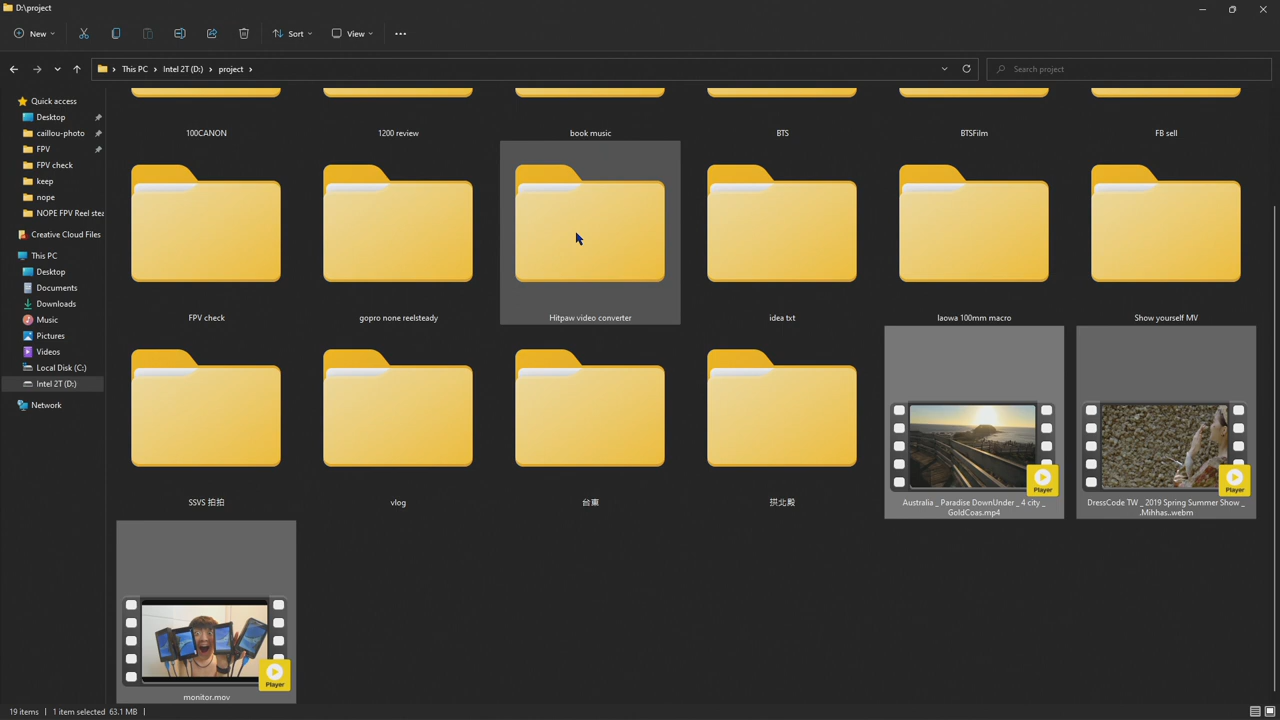 D:\project
New
Sort
View
This PC
Intel 2T (D:)
project
Search project
Quick access
Desktop
caillou-photo
FPV
FPV check
keep
nope
NOPE FPV Reel stea
Creative Cloud Files
This PC
Desktop
Documents
Downloads
Music
Pictures
Videos
Local Disk (C:)
Intel 2T (D:)
Network
100CANON
1200 review
book music
BTS
BTSFilm
FB sell
FPV check
gopro none reelsteady
Hitpaw video converter
idea txt
laowa 100mm macro
Show yourself MV
SSVS 拍拍
vlog
台東
拱北殿
Player
Australia _ Paradise DownUnder _ 4 city _
GoldCoas.mp4
Player
DressCode TW _ 2019 Spring Summer Show _
.Mihhas..webm
Player
monitor.mov
19 items
1 item selected 63.1 MB